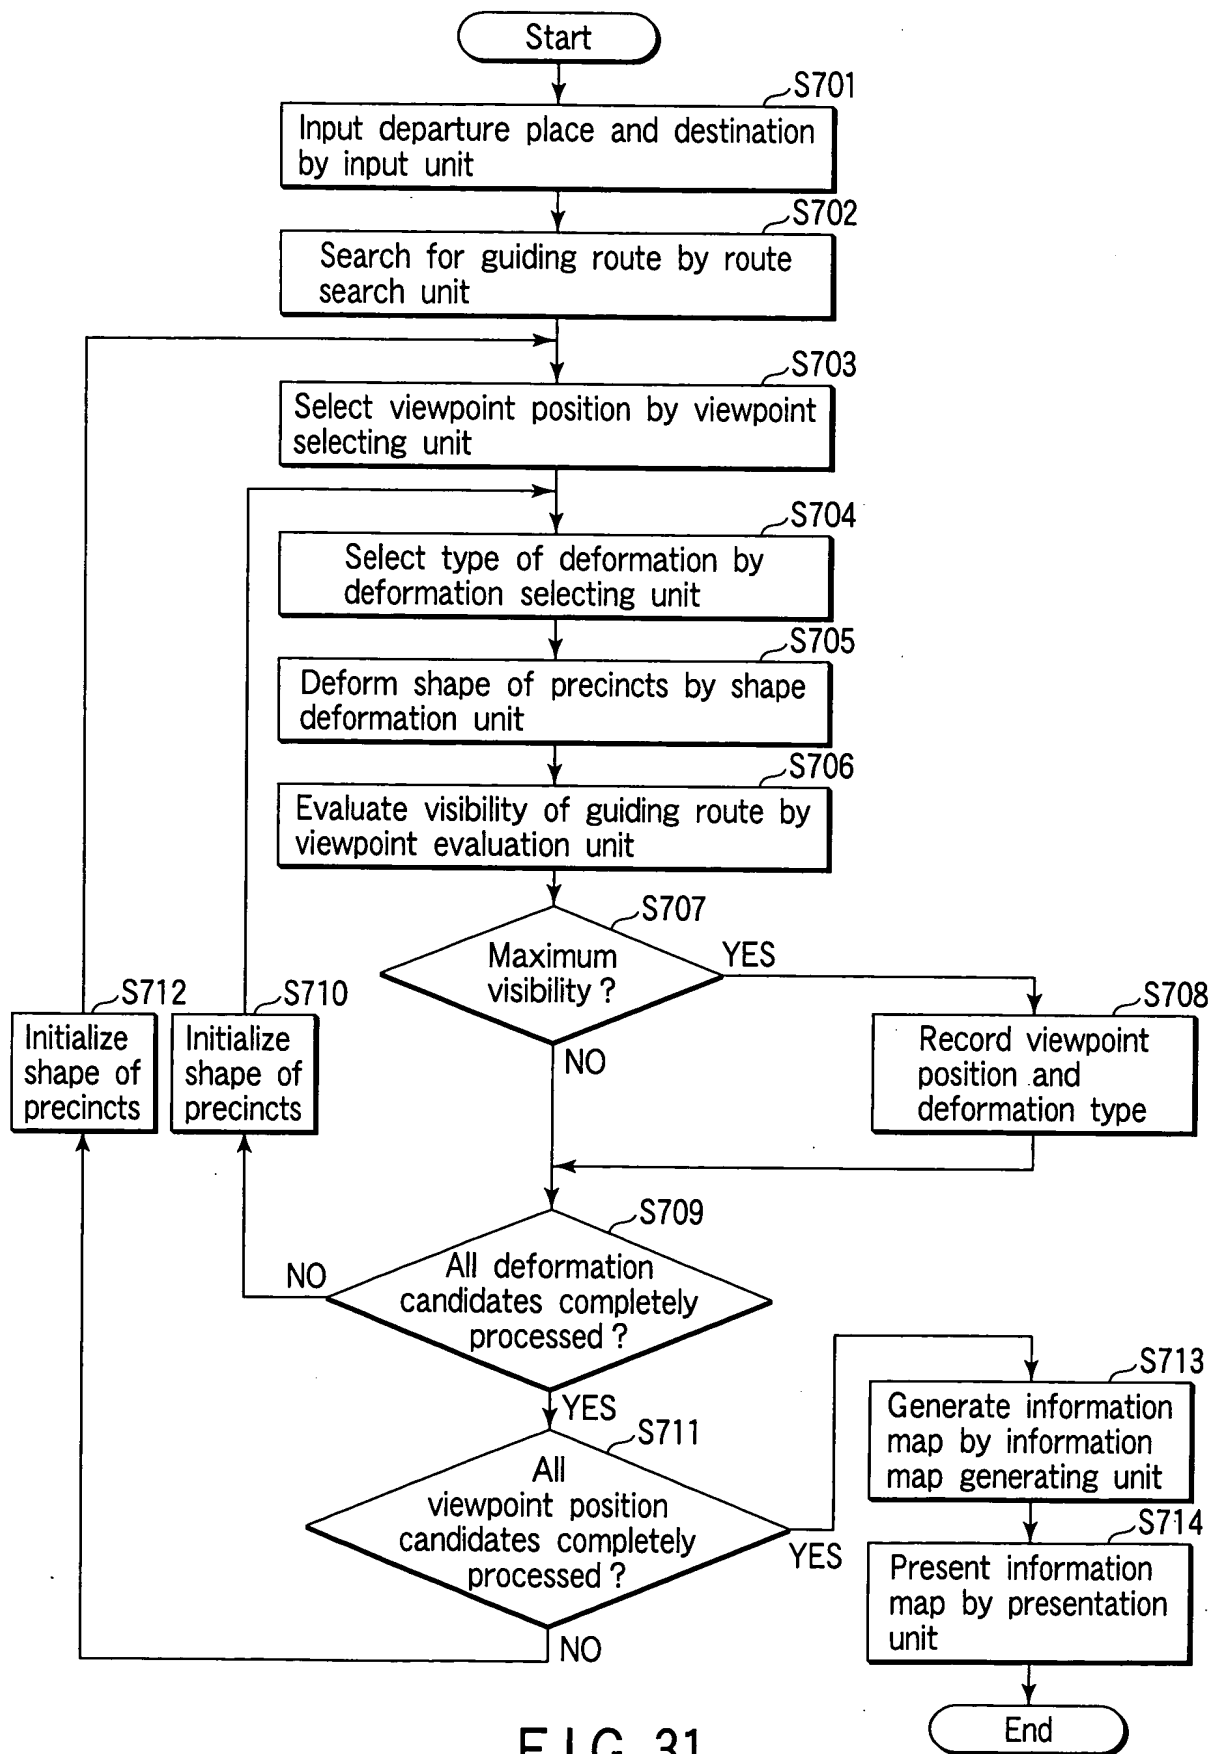 Start
S701
Input departure place and destination
by input unit
S702
Search for guiding route by route
search unit
S703
Select viewpoint position by viewpoint
selecting unit
S704
Select type of deformation by
deformation selecting unit
S705
Deform shape of precincts by shape
deformation unit
S706
Evaluate visibility of guiding route by
viewpoint evaluation unit
S707
Maximum
visibility ?
YES
NO
S712
Initialize
shape of
precincts
S710
Initialize
shape of
precincts
S708
Record viewpoint
position and
deformation type
S709
All deformation
candidates completely
processed ?
NO
YES
S711
All
viewpoint position
candidates completely
processed ?
YES
NO
S713
Generate information
map by information
map generating unit
S714
Present information
map by presentation
unit
End
FIG. 31